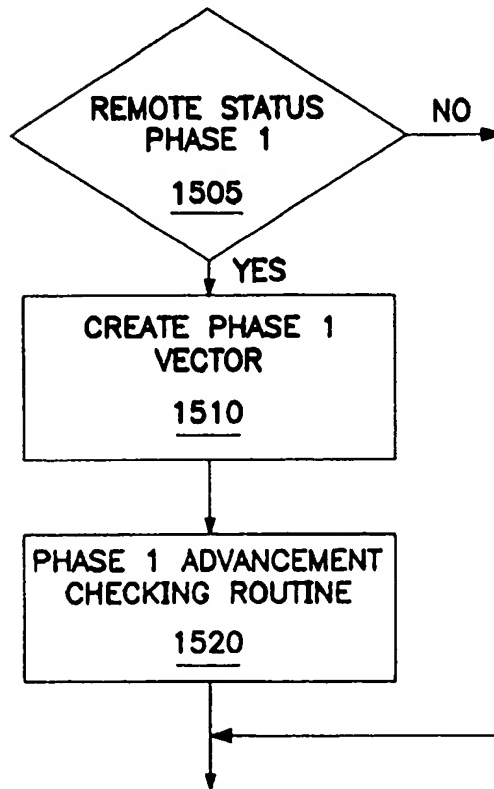 REMOTE STATUS
PHASE 1
1505
NO
YES
CREATE PHASE 1
VECTOR
1510
PHASE 1 ADVANCEMENT
CHECKING ROUTINE
1520